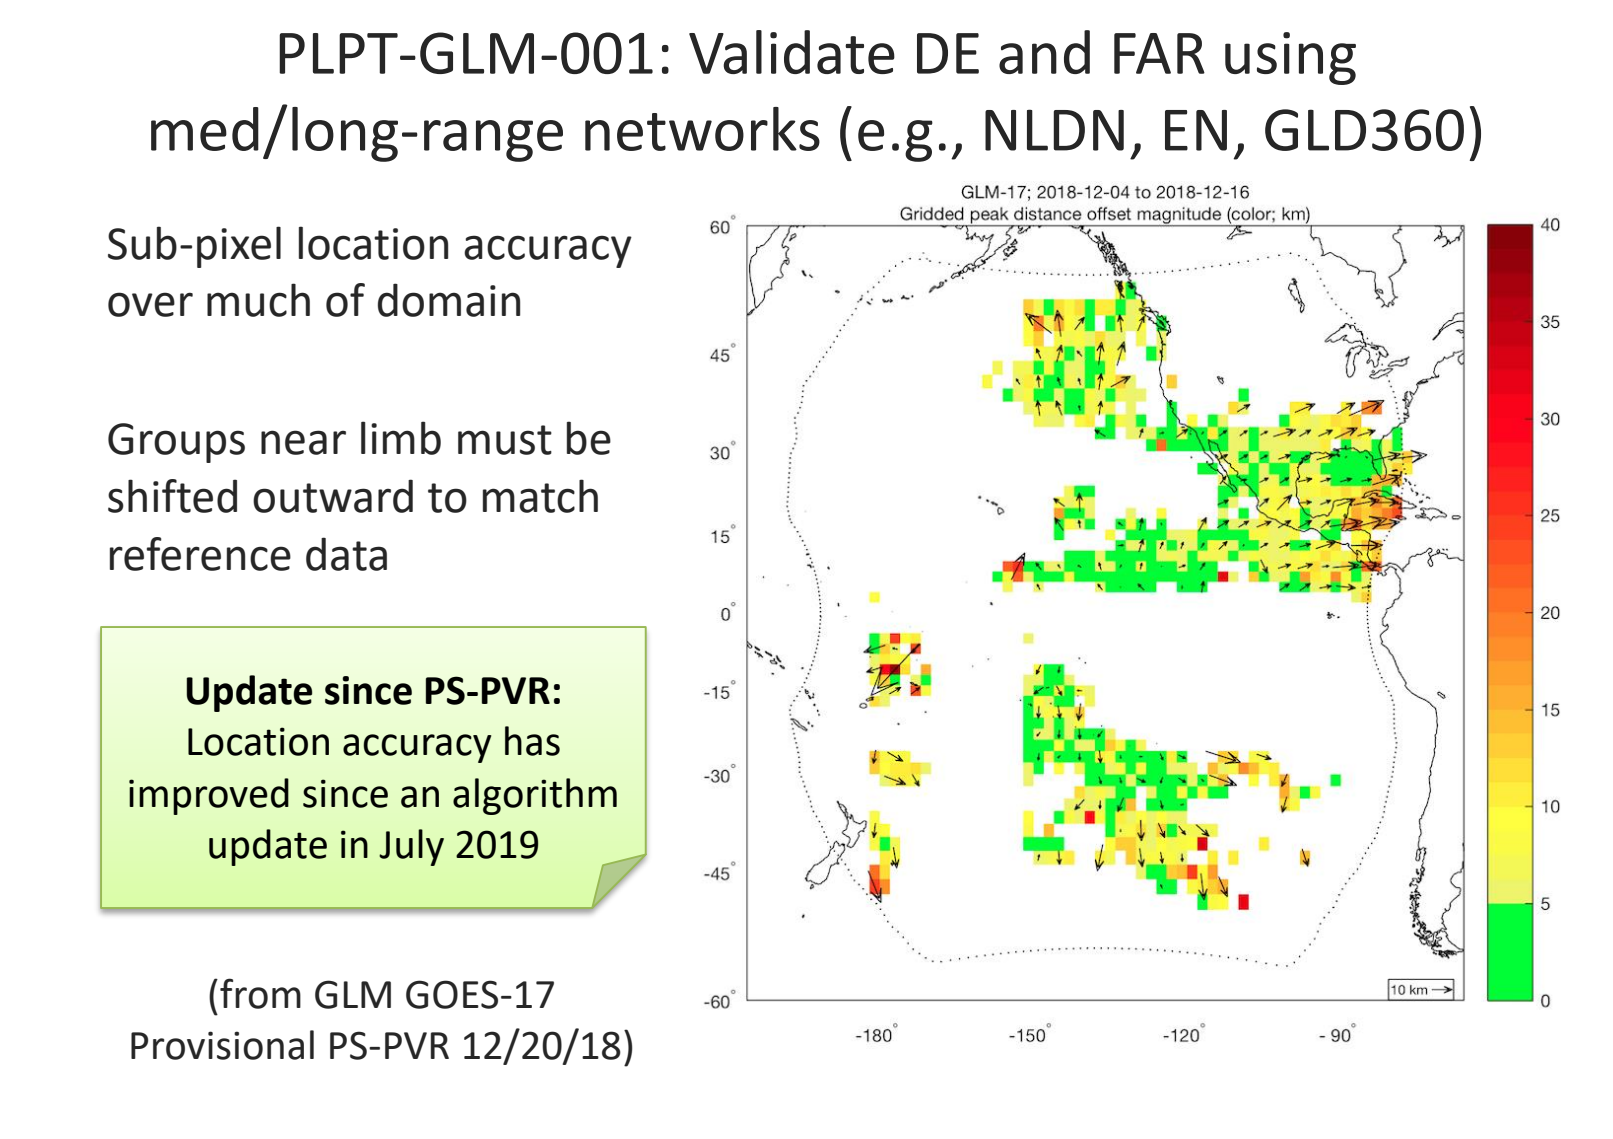 PLPT-GLM-001: Validate DE and FAR using
med/long-range networks (e.g., NLDN, EN, GLD360)
Sub-pixel location accuracy
over much of domain
Groups near limb must be
shifted outward to match
reference data
Update since PS-PVR:
Location accuracy has
improved since an algorithm
update in July 2019
(from GLM GOES-17
Provisional PS-PVR 12/20/18)
GLM-17; 2018-12-04 to 2018-12-16
Gridded peak distance offset magnitude (color; km)
60°
45°
30°
15°
0°
-15°
-30°
-45°
-60°
-180°
-150°
-120°
-90°
10 km
40
35
30
25
20
15
10
5
0